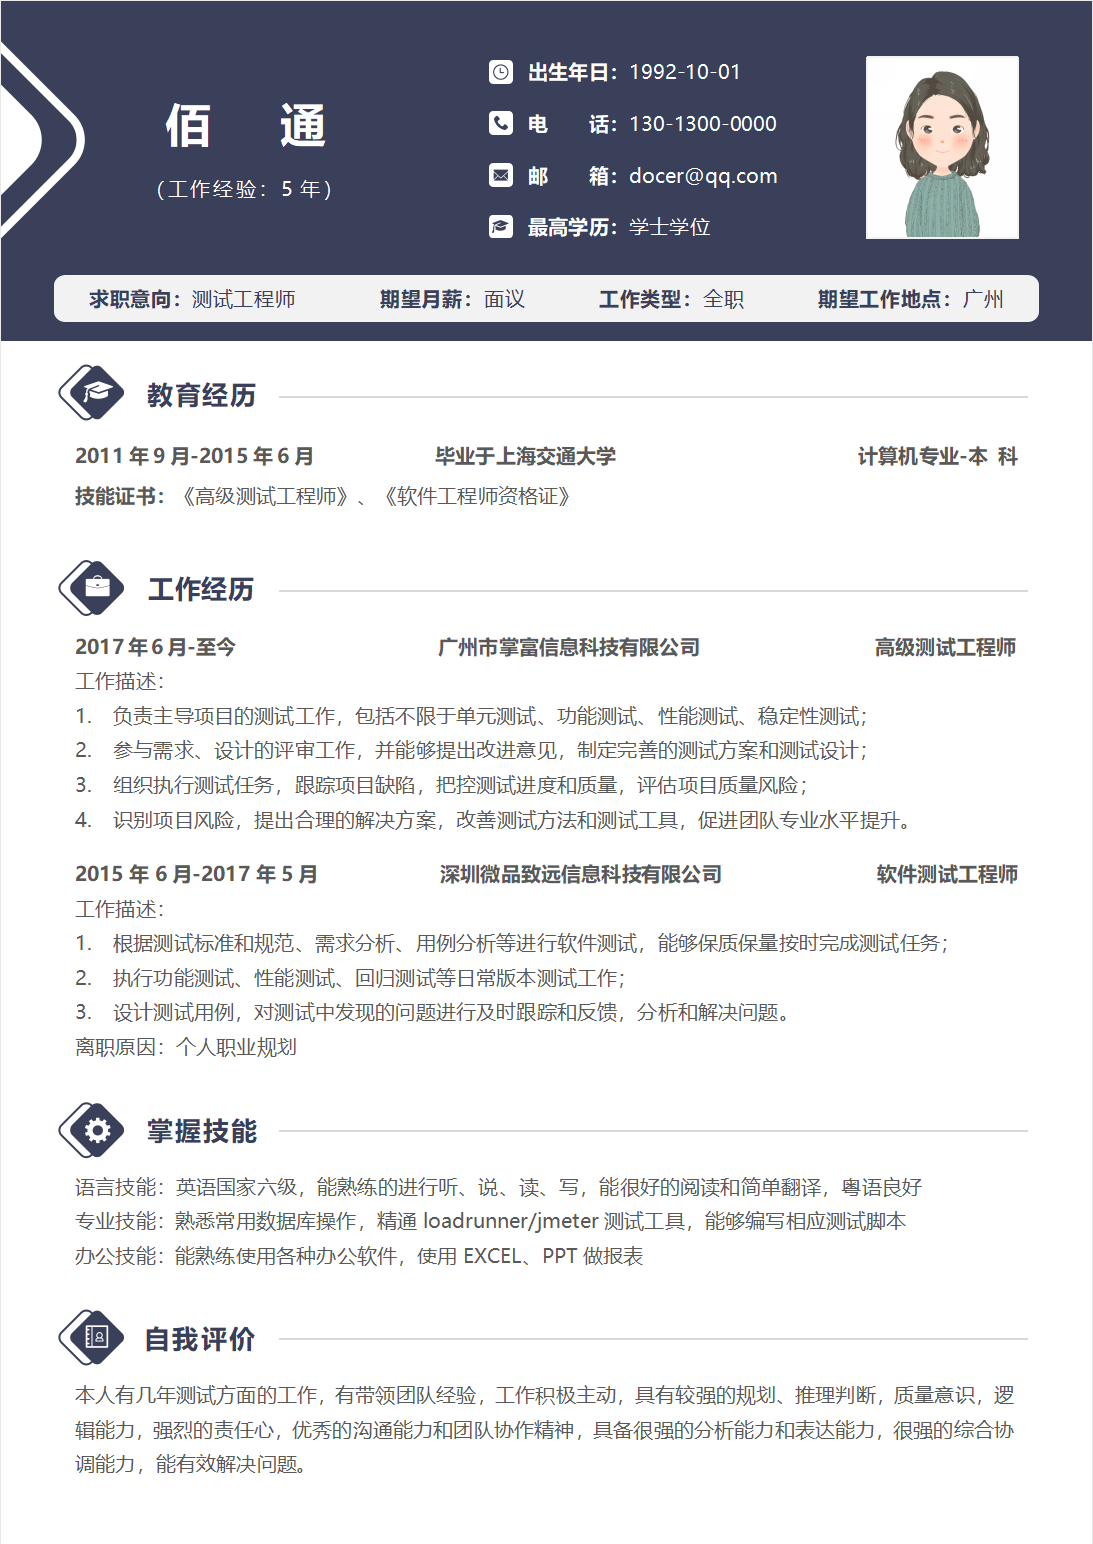 佰 通
(工作经验：5 年)
出生年日：1992-10-01
电 话：130-1300-0000
邮 箱：docer@qq.com
最高学历：学士学位
求职意向：测试工程师 期望月薪：面议 工作类型：全职 期望工作地点：广州
教育经历
2011 年 9 月-2015 年 6 月 毕业于上海交通大学 计算机专业-本 科
技能证书：《高级测试工程师》、《软件工程师资格证》
工作经历
2017 年 6 月-至今 广州市掌富信息科技有限公司 高级测试工程师
工作描述：
1. 负责主导项目的测试工作，包括不限于单元测试、功能测试、性能测试、稳定性测试；
2. 参与需求、设计的评审工作，并能够提出改进意见，制定完善的测试方案和测试设计；
3. 组织执行测试任务，跟踪项目缺陷，把控测试进度和质量，评估项目质量风险；
4. 识别项目风险，提出合理的解决方案，改善测试方法和测试工具，促进团队专业水平提升。
2015 年 6 月-2017 年 5 月 深圳微品致远信息科技有限公司 软件测试工程师
工作描述：
1. 根据测试标准和规范、需求分析、用例分析等进行软件测试，能够保质保量按时完成测试任务；
2. 执行功能测试、性能测试、回归测试等日常版本测试工作；
3. 设计测试用例，对测试中发现的问题进行及时跟踪和反馈，分析和解决问题。
离职原因：个人职业规划
掌握技能
语言技能：英语国家六级，能熟练的进行听、说、读、写，能很好的阅读和简单翻译，粤语良好
专业技能：熟悉常用数据库操作，精通 loadrunner/jmeter 测试工具，能够编写相应测试脚本
办公技能：能熟练使用各种办公软件，使用 EXCEL、PPT 做报表
自我评价
本人有几年测试方面的工作，有带领团队经验，工作积极主动，具有较强的规划、推理判断，质量意识，逻
辑能力，强烈的责任心，优秀的沟通能力和团队协作精神，具备很强的分析能力和表达能力，很强的综合协
调能力，能有效解决问题。